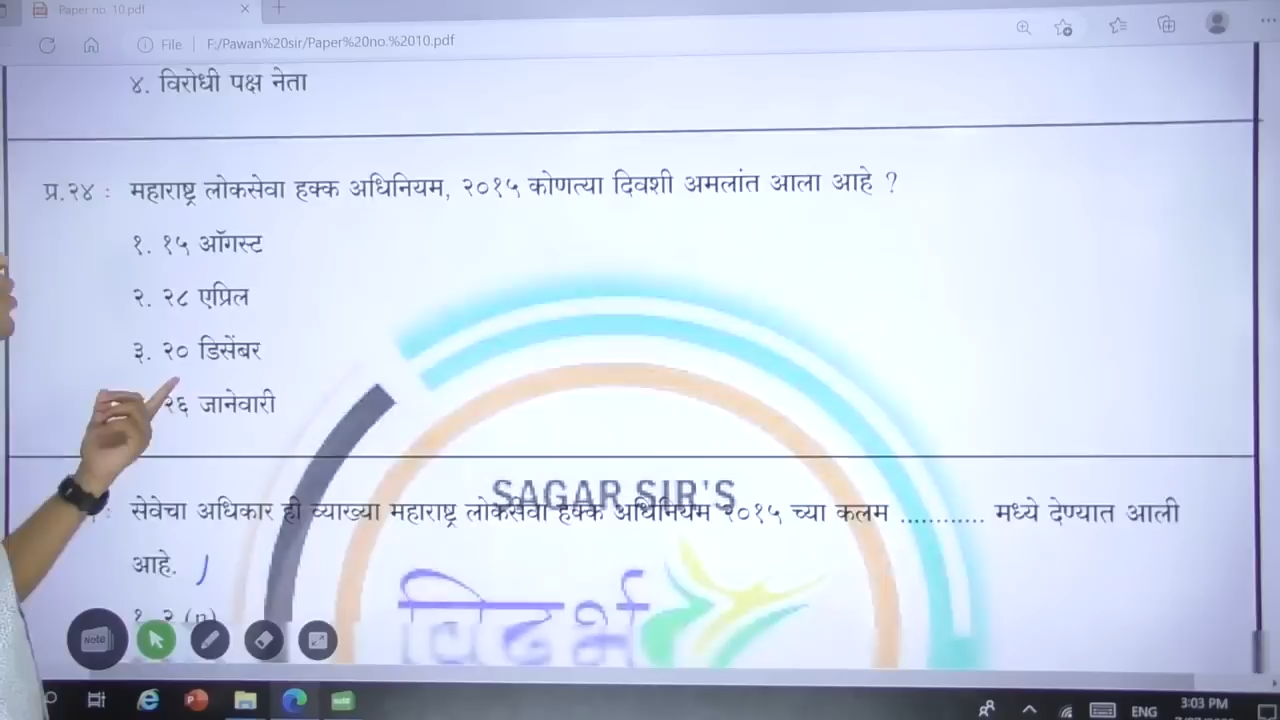 Paper no. 10.pdf
File F:/Pawan%20sir/Paper%20no.%2010.pdf
४. विरोधी पक्ष नेता
प्र.२४ : महाराष्ट्र लोकसेवा हक्क अधिनियम, २०१५ कोणत्या दिवशी अमलांत आला आहे ?
१. १५ ऑगस्ट
२. २८ एप्रिल
३. २० डिसेंबर
२६ जानेवारी
SAGAR SIR'S
सेवेचा अधिकार ही व्याख्या महाराष्ट्र लोकसेवा हक्क अधिनियम २०१५ च्या कलम ............ मध्ये देण्यात आली
आहे.
विदर्भ
Note
ENG
3:03 PM